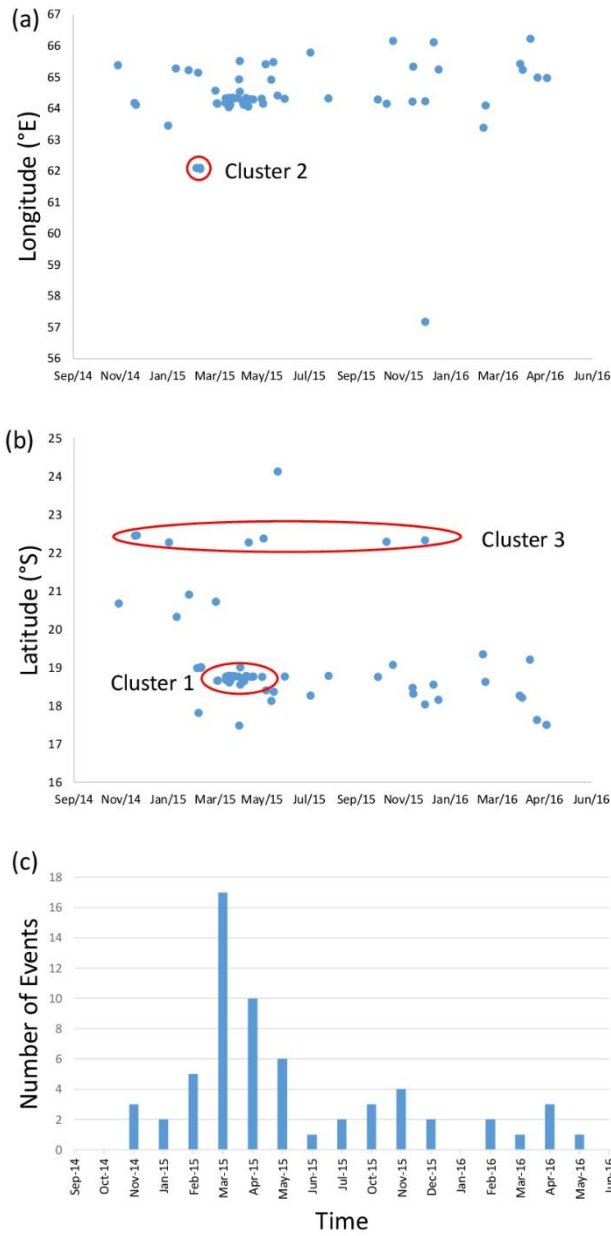 (a)
Longitude (°E)
67
66
65
64
63
62
61
60
59
58
57
56
Cluster 2
Sep/14 Nov/14 Jan/15 Mar/15 May/15 Jul/15 Sep/15 Nov/15 Jan/16 Mar/16 Apr/16 Jun/16
(b)
Latitude (°S)
25
24
23
22
21
20
19
18
17
16
Cluster 3
Cluster 1
Sep/14 Nov/14 Jan/15 Mar/15 May/15 Jul/15 Sep/15 Nov/15 Jan/16 Mar/16 Apr/16 Jun/16
(c)
Number of Events
18
16
14
12
10
8
6
4
2
0
Sep-14 Oct-14 Nov-14 Jan-15 Feb-15 Mar-15 Apr-15 May-15 Jun-15 Jul-15 Oct-15 Nov-15 Dec-15 Jan-16 Feb-16 Mar-16 Apr-16 May-16 Jun-16
Time